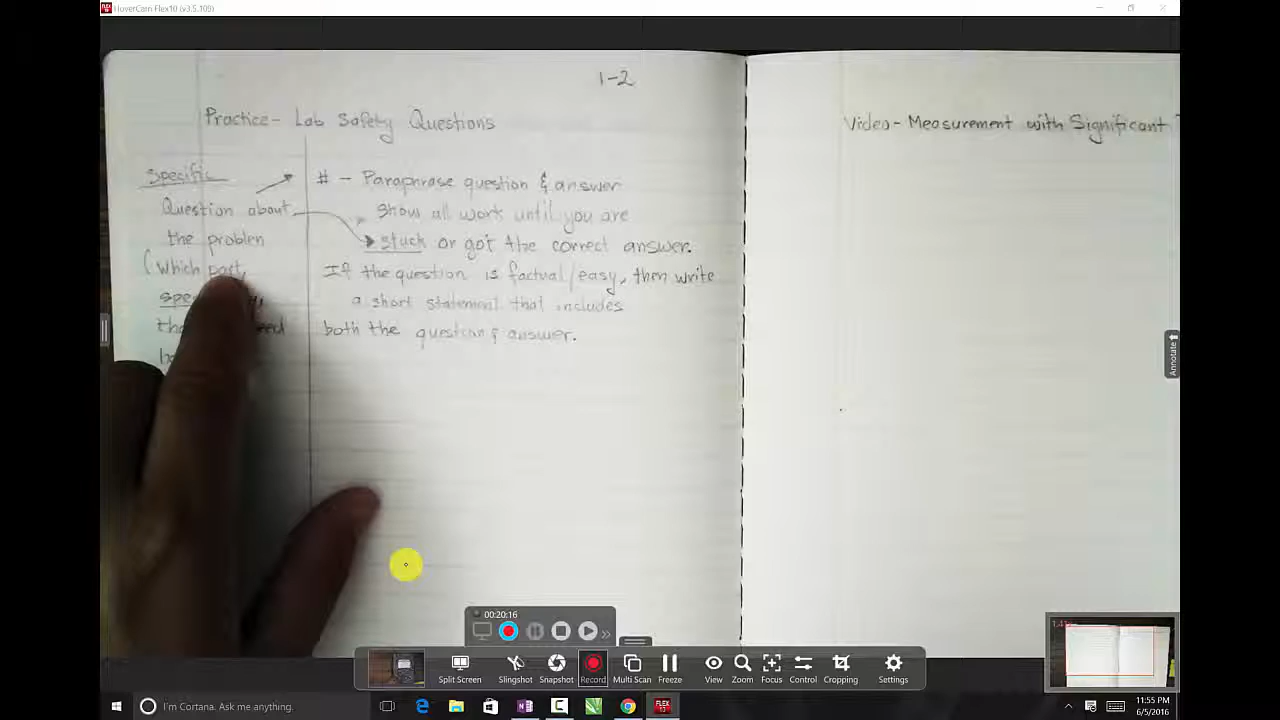 HoverCam Flex10 (v3.5.109)
1-2
Practice- Lab Safety Questions
Video- Measurement with Significant
Specific
Question about
the problen
(Which part,
# - Paraphrase question & answer
show all work until you are
stuck or got the correct answer.
If the question is factual/easy, then write
a short statement that includes
both the question & answer.
Annotate
00:20:16
Split Screen
Slingshot
Snapshot
Record
Multi Scan
Freeze
View
Zoom
Focus
Control
Cropping
Settings
I'm Cortana. Ask me anything.
11:55 PM
6/5/2016